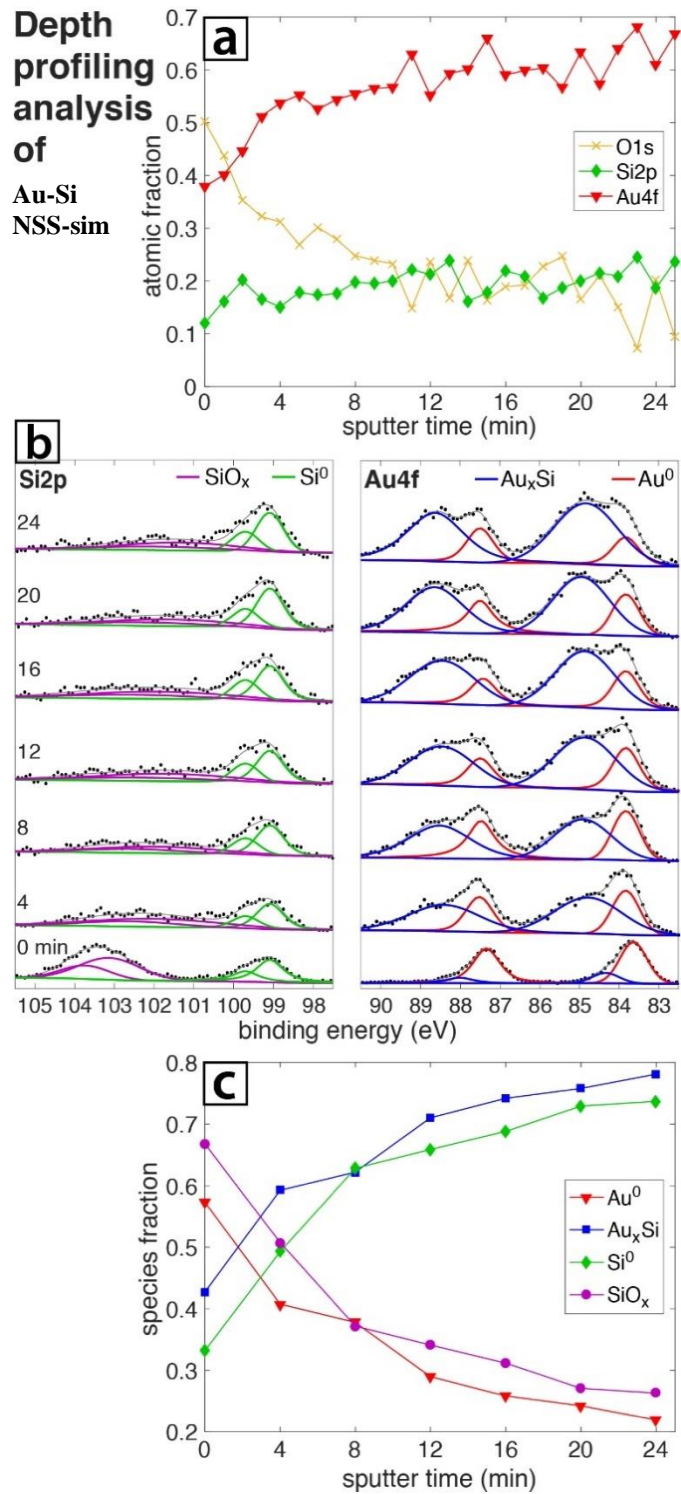 Depth
profiling
analysis
of
Au-Si
NSS-sim
a
0.7
0.6
0.5
0.4
0.3
0.2
0.1
0
atomic fraction
O1s
Si2p
Au4f
0 4 8 12 16 20 24
sputter time (min)
b
Si2p
SiOx
Si0
24
20
16
12
8
4
0 min
105 104 103 102 101 100 99 98
Au4f
AuxSi
Au0
90 89 88 87 86 85 84 83
binding energy (eV)
c
0.8
0.7
0.6
0.5
0.4
0.3
0.2
species fraction
Au0
AuxSi
Si0
SiOx
0 4 8 12 16 20 24
sputter time (min)